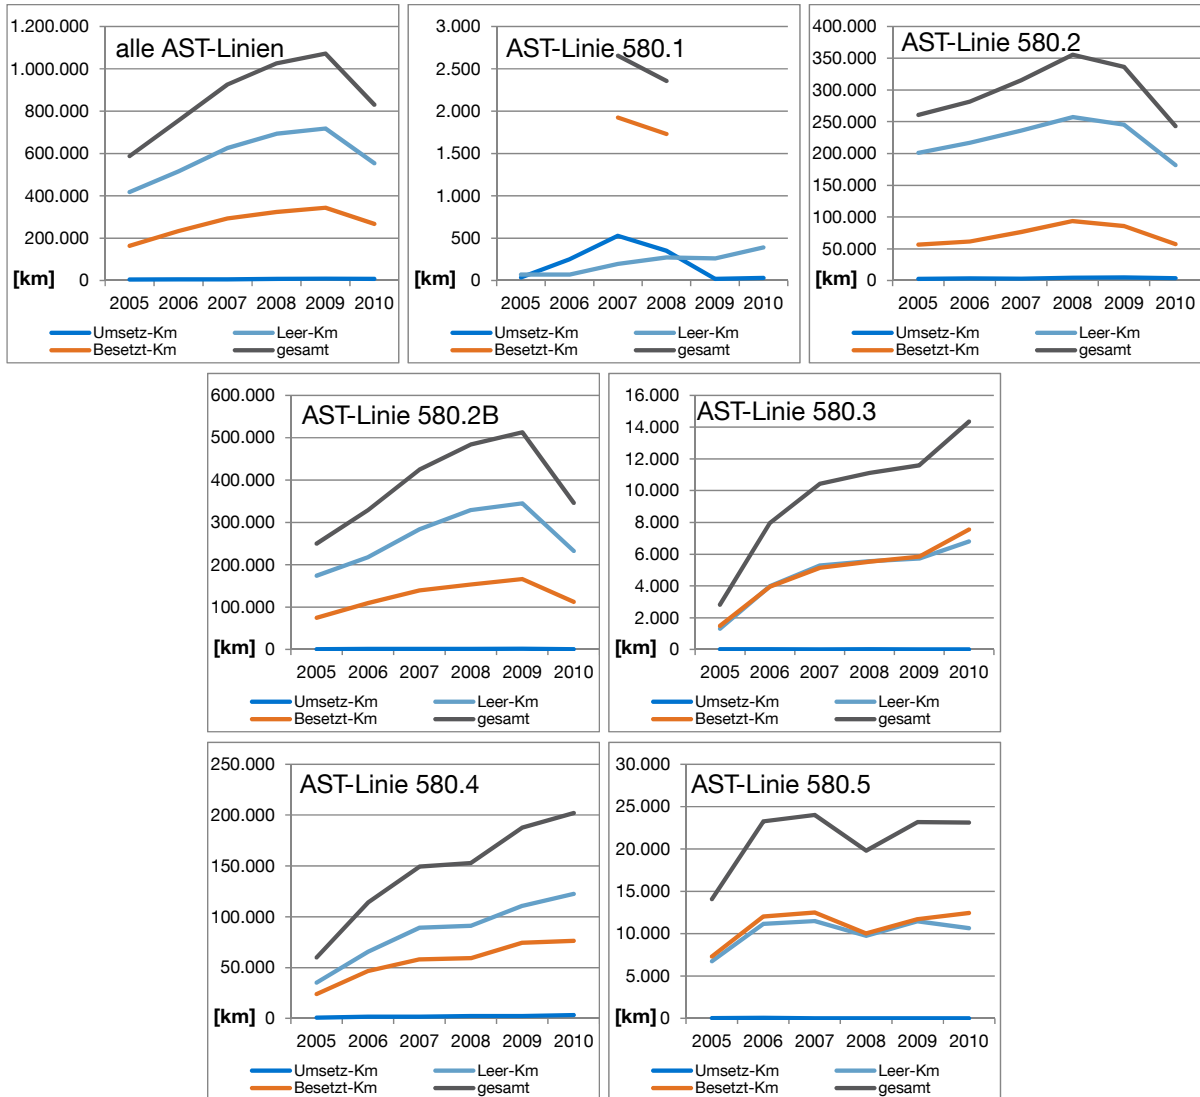 alle AST-Linien
1.200.000
1.000.000
800.000
600.000
400.000
200.000
0
[km]
2005 2006 2007 2008 2009 2010
Umsetz-Km Leer-Km
Besetzt-Km gesamt
AST-Linie 580.1
3.000
2.500
2.000
1.500
1.000
500
0
2005 2006 2007 2008 2009 2010
Umsetz-Km Leer-Km
Besetzt-Km gesamt
AST-Linie 580.2
400.000
350.000
300.000
250.000
200.000
150.000
100.000
50.000
0
[km]
2005 2006 2007 2008 2009 2010
Umsetz-Km Leer-Km
Besetzt-Km gesamt
AST-Linie 580.2B
600.000
500.000
400.000
300.000
200.000
100.000
0
[km]
2005 2006 2007 2008 2009 2010
Umsetz-Km Leer-Km
Besetzt-Km gesamt
AST-Linie 580.3
16.000
14.000
12.000
10.000
8.000
6.000
4.000
2.000
0
[km]
2005 2006 2007 2008 2009 2010
Umsetz-Km Leer-Km
Besetzt-Km gesamt
AST-Linie 580.4
250.000
200.000
150.000
100.000
50.000
0
[km]
2005 2006 2007 2008 2009 2010
Umsetz-Km Leer-Km
Besetzt-Km gesamt
AST-Linie 580.5
30.000
25.000
20.000
15.000
10.000
5.000
0
[km]
2005 2006 2007 2008 2009 2010
Umsetz-Km Leer-Km
Besetzt-Km gesamt